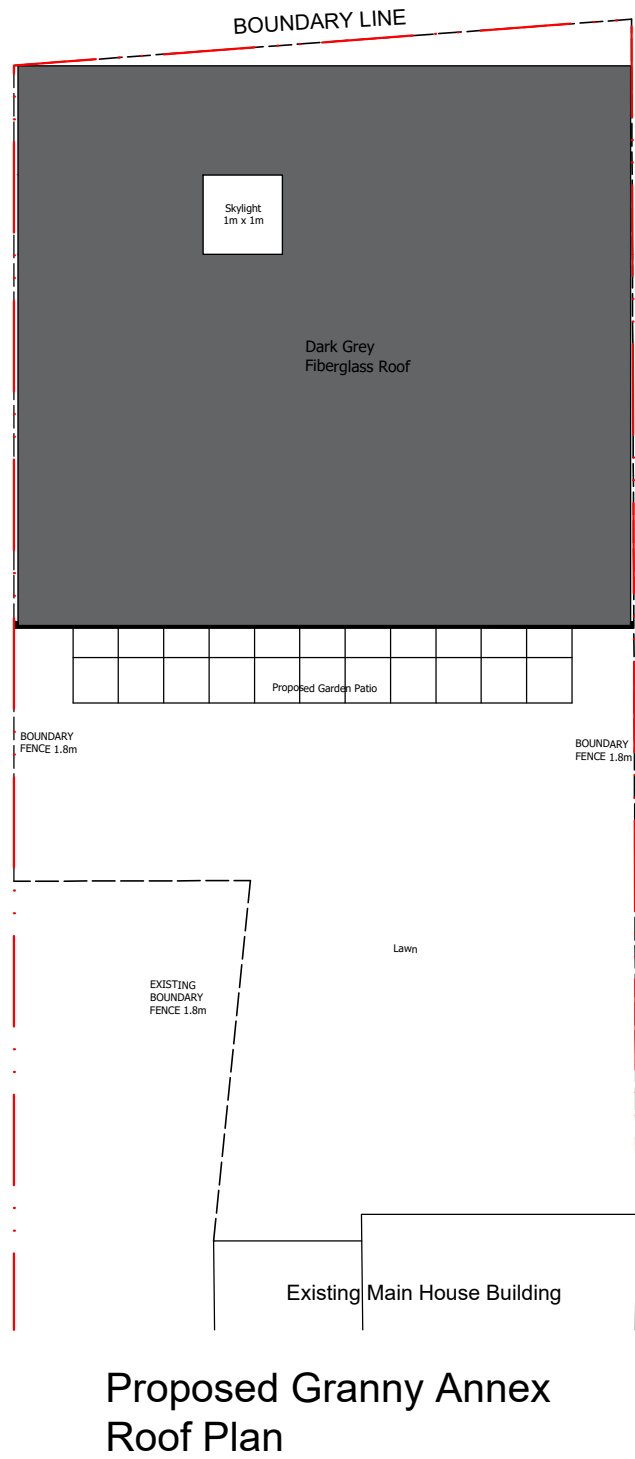 BOUNDARY LINE
Skylight
1m x 1m
Dark Grey
Fiberglass Roof
Proposed Garden Patio
BOUNDARY
FENCE 1.8m
BOUNDARY
FENCE 1.8m
Lawn
EXISTING
BOUNDARY
FENCE 1.8m
Existing Main House Building
Proposed Granny Annex
Roof Plan